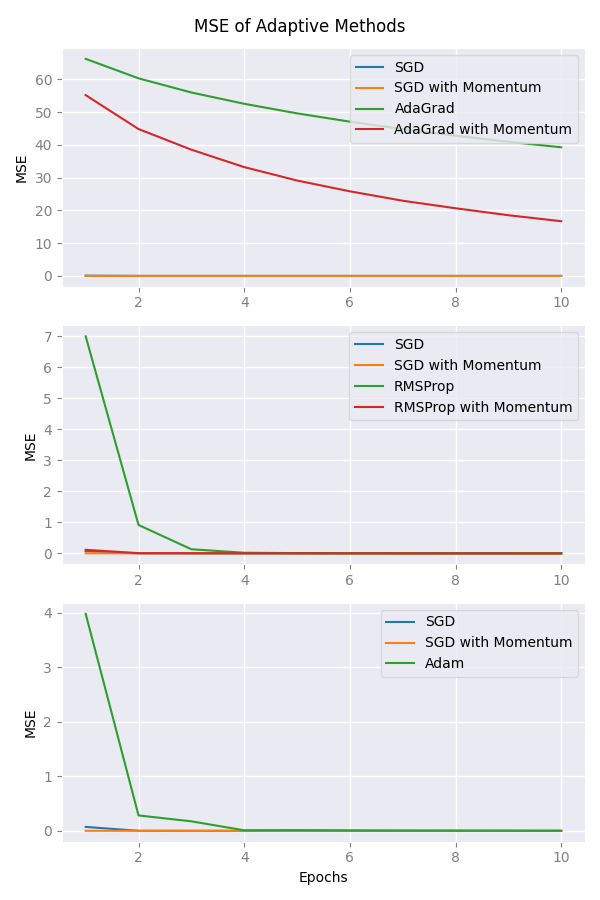 MSE of Adaptive Methods
60
50
40
30
20
10
0
MSE
SGD
SGD with Momentum
AdaGrad
AdaGrad with Momentum
2 4 6 8 10
7
6
5
4
3
2
1
0
MSE
SGD
SGD with Momentum
RMSProp
RMSProp with Momentum
2 4 6 8 10
4
3
2
1
0
MSE
SGD
SGD with Momentum
Adam
2 4 6 8 10
Epochs